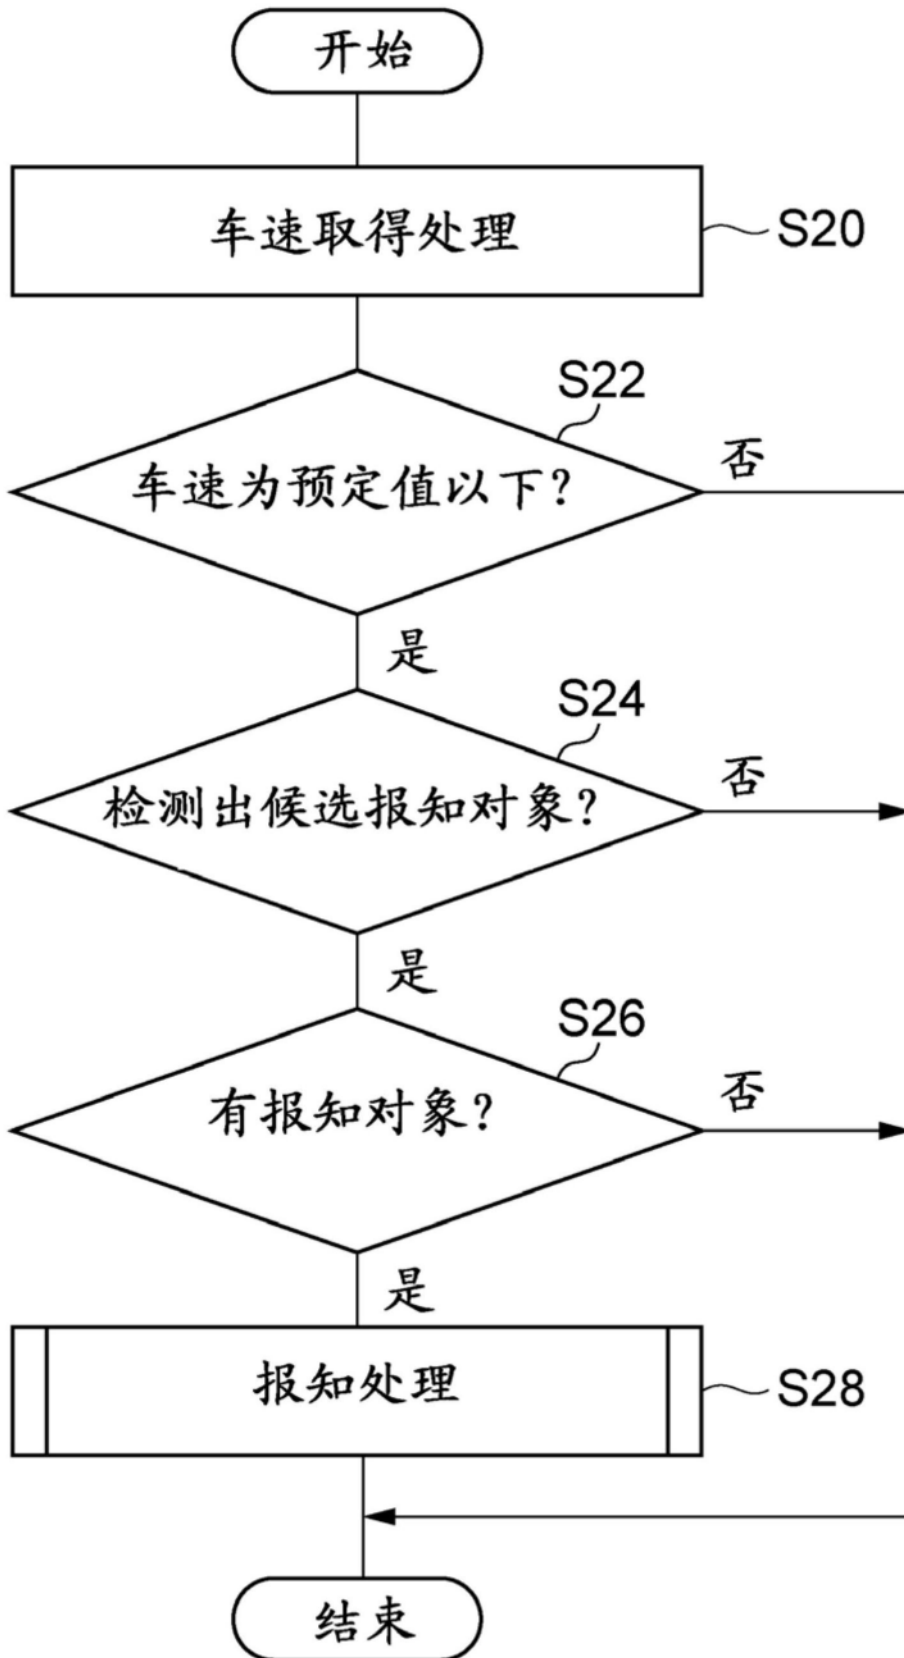 开始
车速取得处理
S20
S22
车速为预定值以下？
否
是
S24
检测出候选报知对象？
否
是
S26
有报知对象？
否
是
报知处理
S28
结束